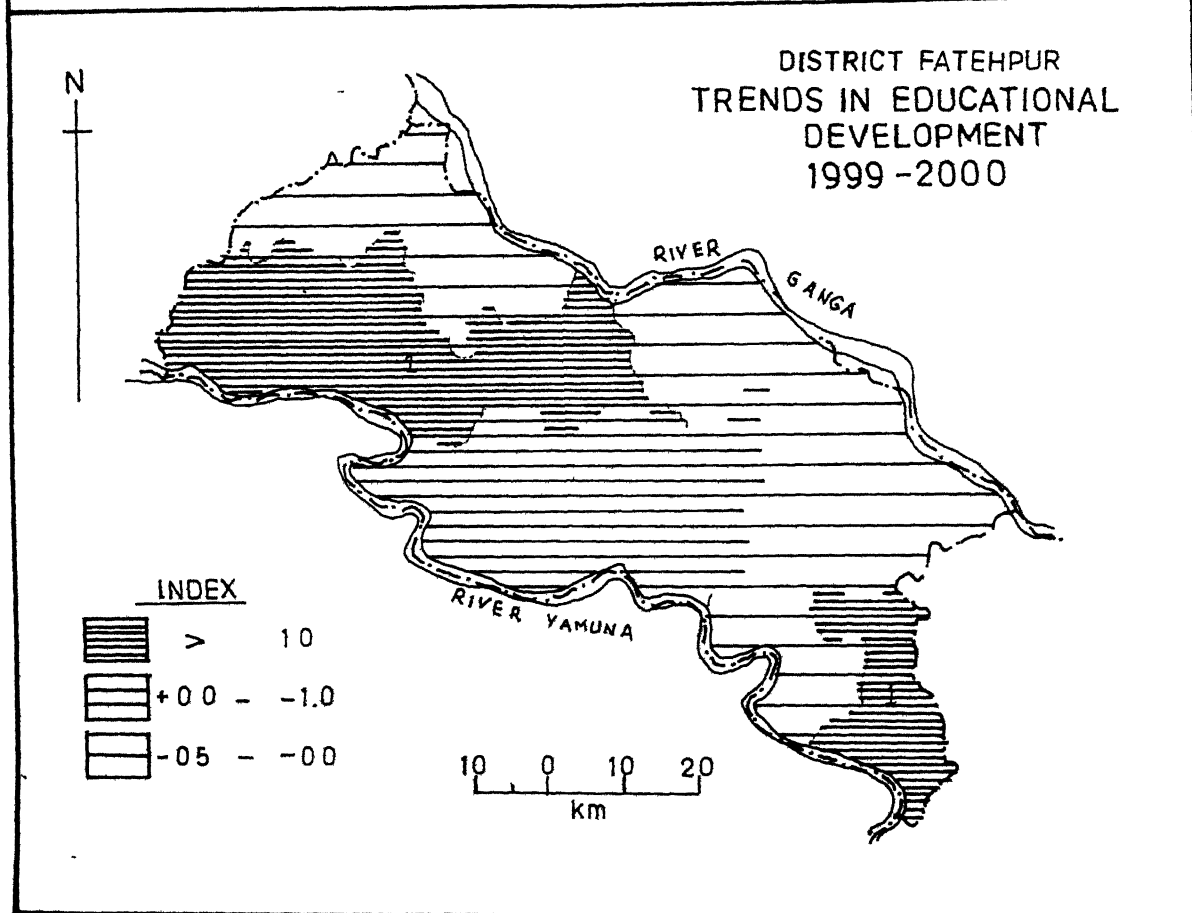 DISTRICT FATEHPUR
TRENDS IN EDUCATIONAL
DEVELOPMENT
1999-2000
N
RIVER GANGA
RIVER YAMUNA
INDEX
> 10
+00 - -1.0
-05 - -00
10 0 10 20
km